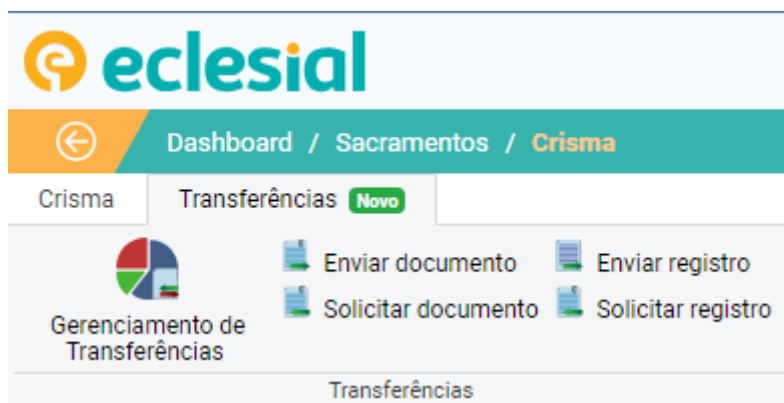 eclesial
Dashboard / Sacramentos / Crisma
Crisma Transferências Novo
Enviar documento Enviar registro
Solicitar documento Solicitar registro
Gerenciamento de
Transferências
Transferências